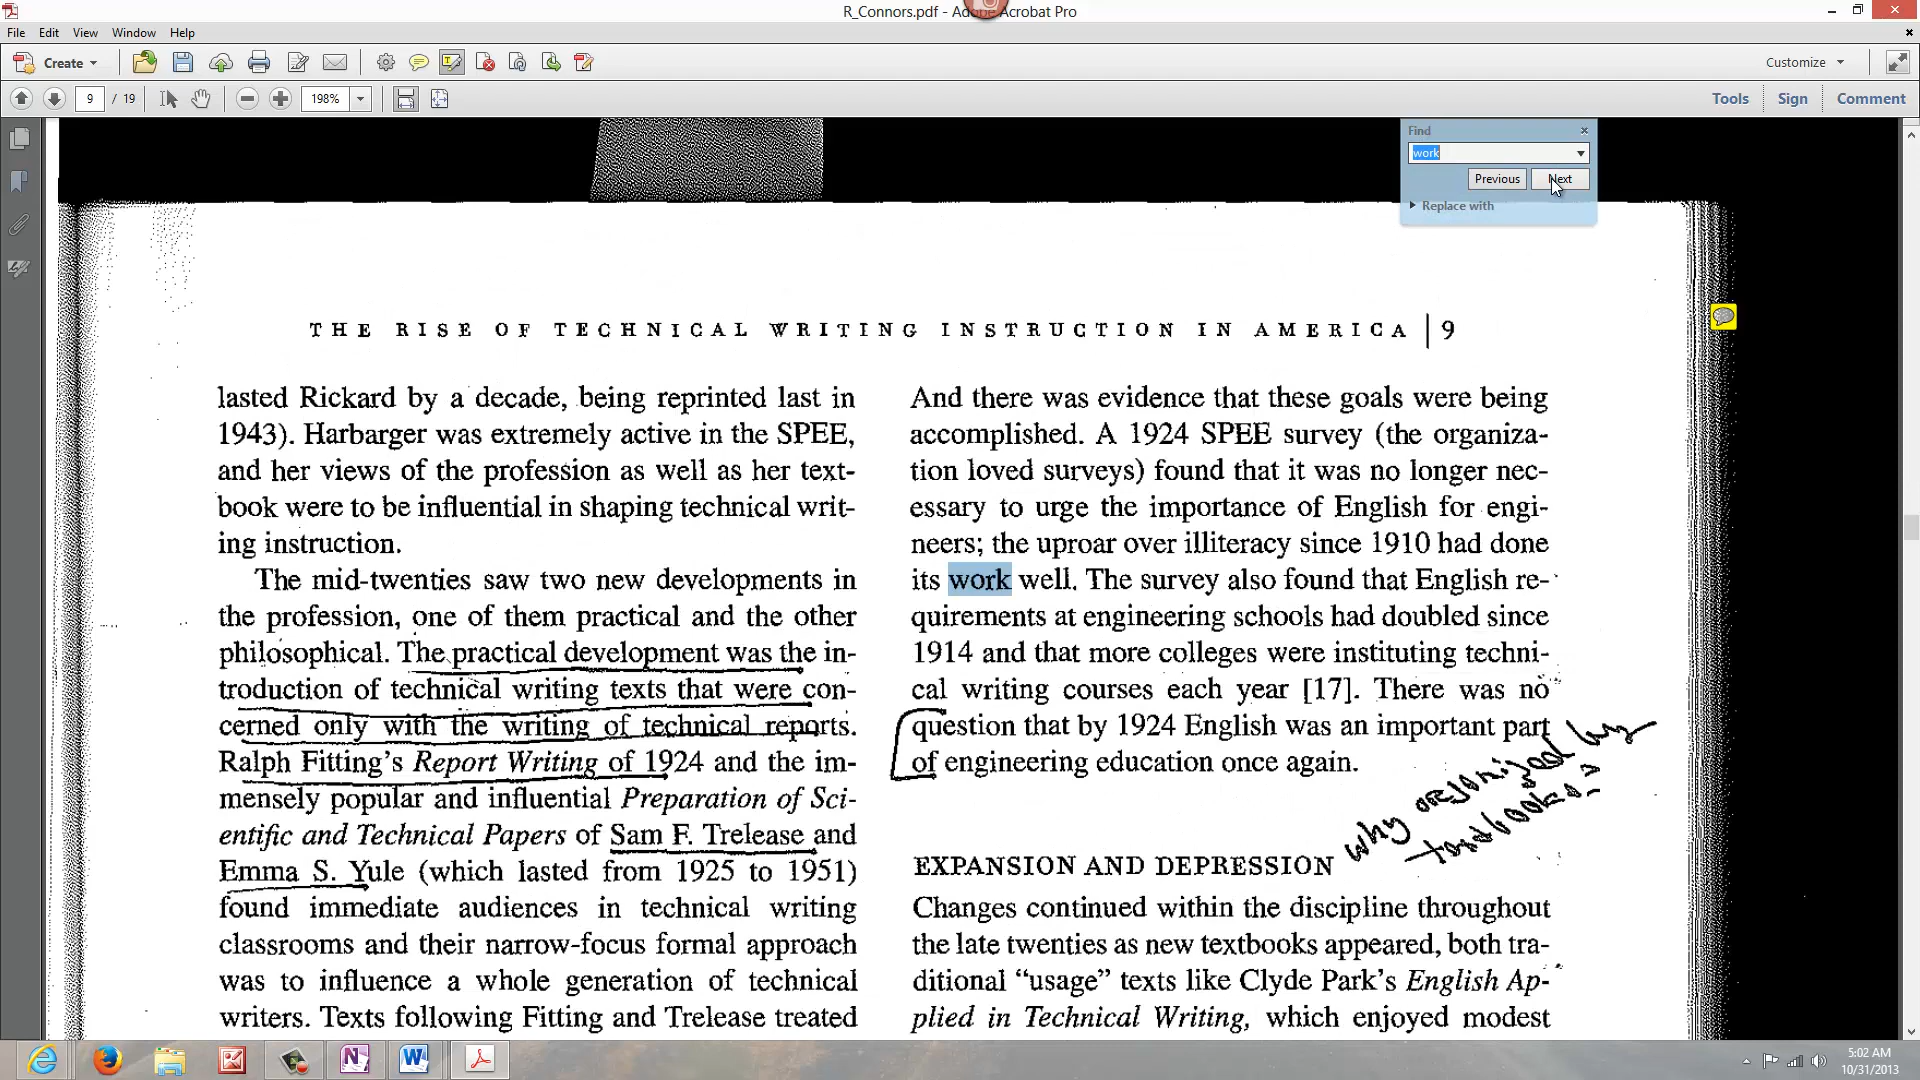 R_Connors.pdf - Adobe Acrobat Pro
File Edit View Window Help
Create
Customize
9 / 19
198%
Tools Sign Comment
Find
work
Previous Next
Replace with
THE RISE OF TECHNICAL WRITING INSTRUCTION IN AMERICA | 9
lasted Rickard by a decade, being reprinted last in
1943). Harbarger was extremely active in the SPEE,
and her views of the profession as well as her text-
book were to be influential in shaping technical writ-
ing instruction.
The mid-twenties saw two new developments in
the profession, one of them practical and the other
philosophical. The practical development was the in-
troduction of technical writing texts that were con-
cerned only with the writing of technical reports.
Ralph Fitting's Report Writing of 1924 and the im-
mensely popular and influential Preparation of Sci-
entific and Technical Papers of Sam F. Trelease and
Emma S. Yule (which lasted from 1925 to 1951)
found immediate audiences in technical writing
classrooms and their narrow-focus formal approach
was to influence a whole generation of technical
writers. Texts following Fitting and Trelease treated
And there was evidence that these goals were being
accomplished. A 1924 SPEE survey (the organiza-
tion loved surveys) found that it was no longer nec-
essary to urge the importance of English for engi-
neers; the uproar over illiteracy since 1910 had done
its work well. The survey also found that English re-
quirements at engineering schools had doubled since
1914 and that more colleges were instituting techni-
cal writing courses each year [17]. There was no
question that by 1924 English was an important part
of engineering education once again.
why organized by
textbooks?
EXPANSION AND DEPRESSION
Changes continued within the discipline throughout
the late twenties as new textbooks appeared, both tra-
ditional “usage” texts like Clyde Park's English Ap-
plied in Technical Writing, which enjoyed modest
5:02 AM
10/31/2013